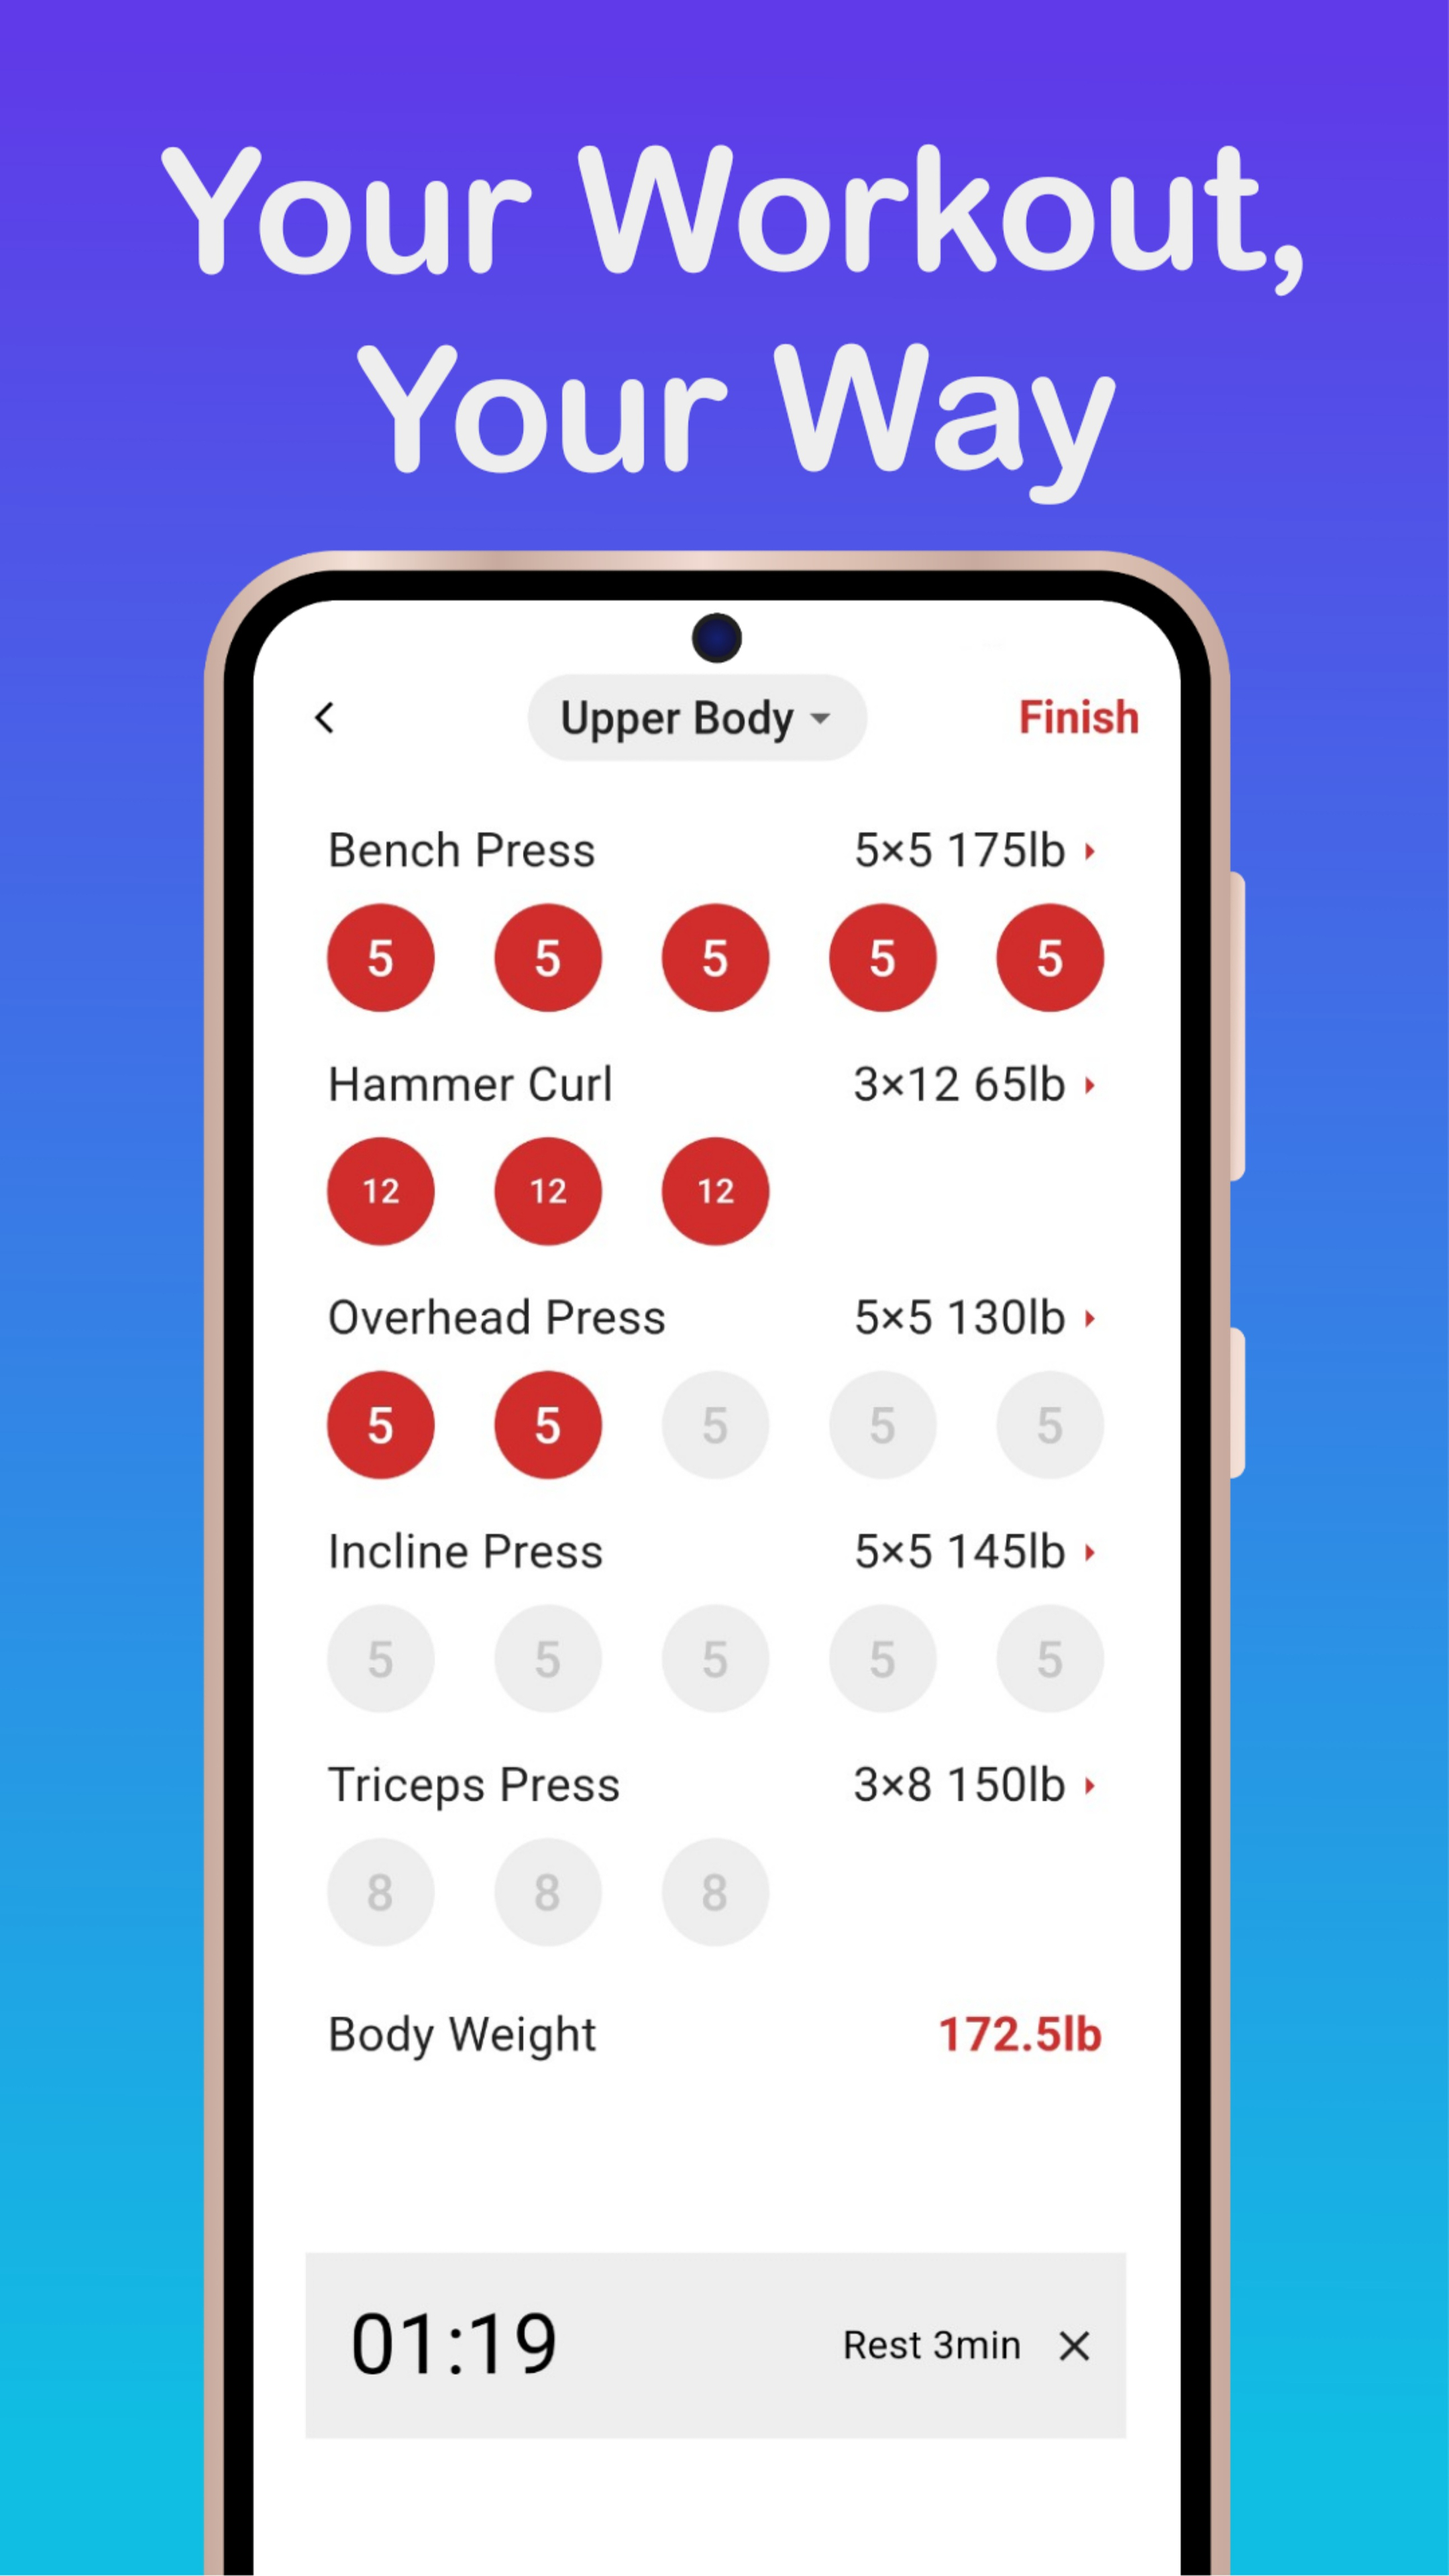 Your Workout,
Your Way
Upper Body
Finish
Bench Press 5×5 175lb
5 5 5 5 5
Hammer Curl 3×12 65lb
12 12 12
Overhead Press 5×5 130lb
5 5 5 5 5
Incline Press 5×5 145lb
5 5 5 5 5
Triceps Press 3×8 150lb
8 8 8
Body Weight 172.5lb
01:19 Rest 3min